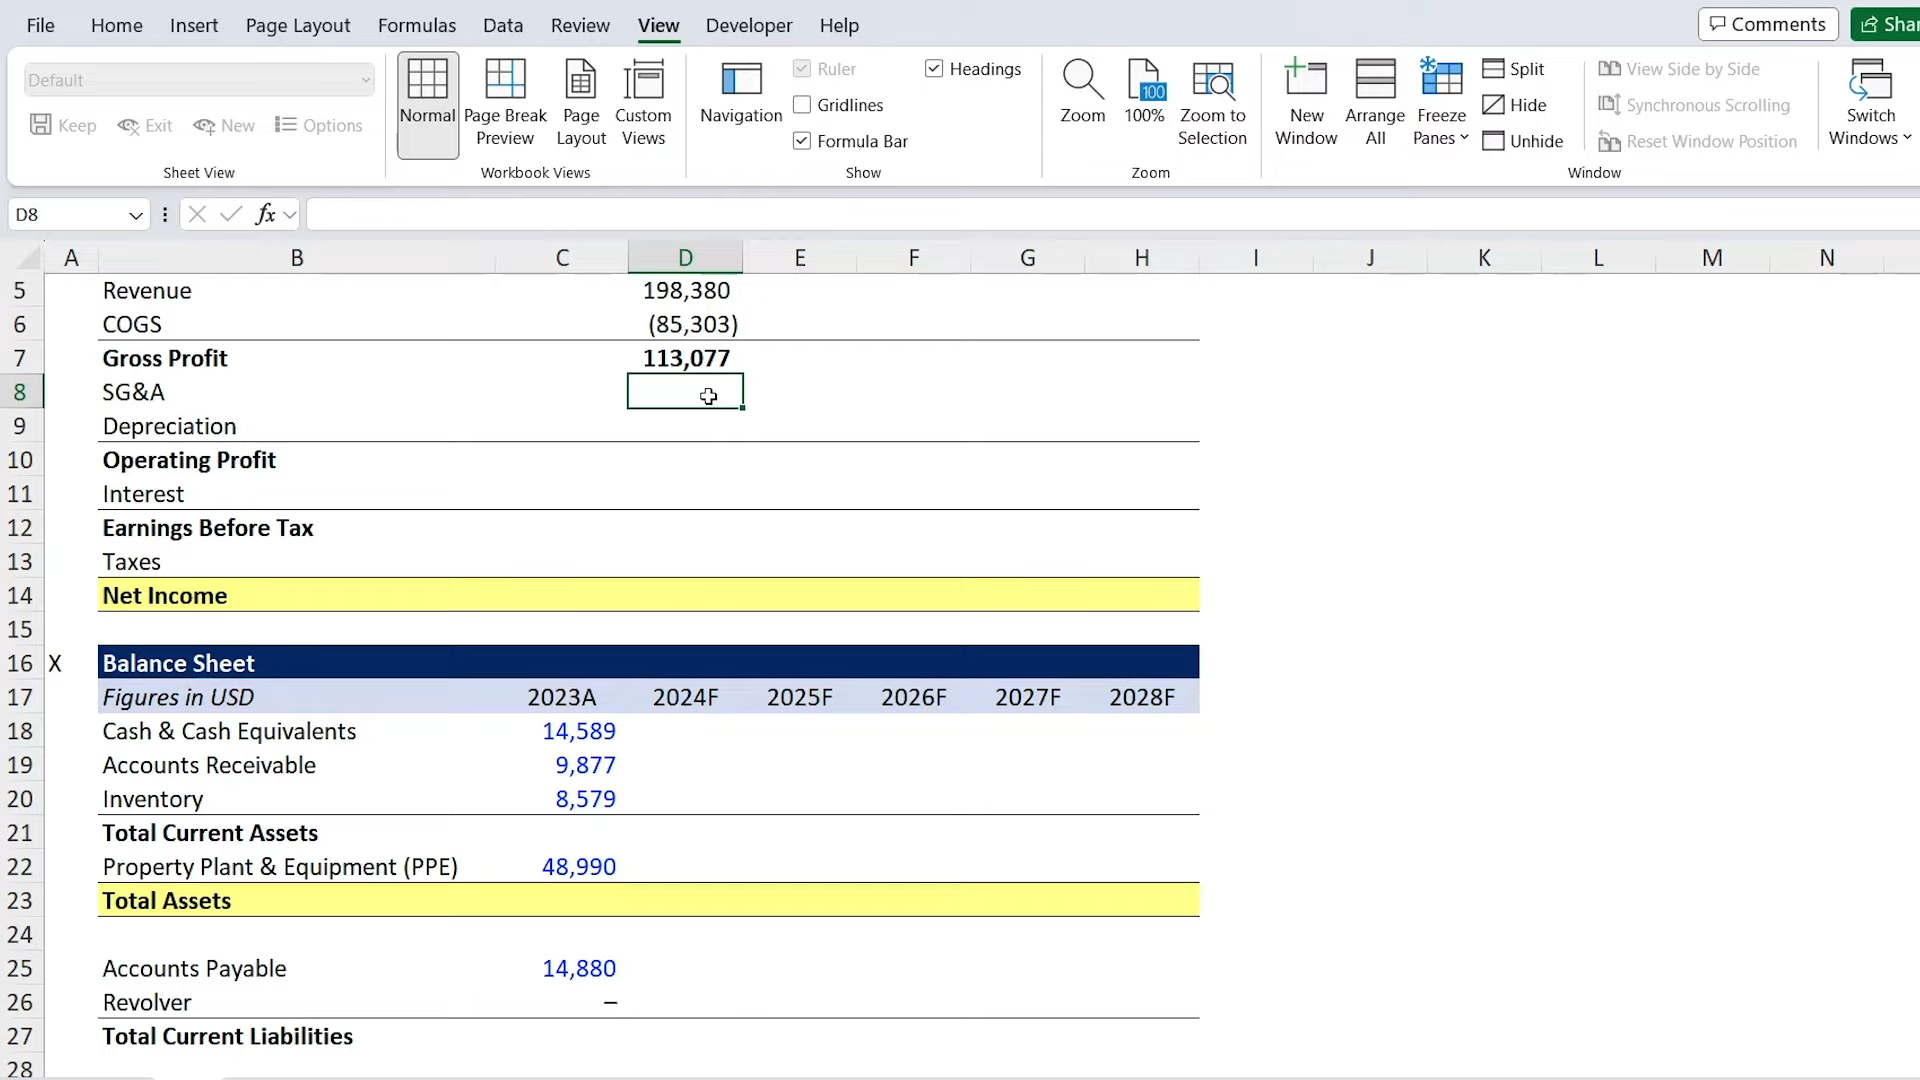 File Home Insert Page Layout Formulas Data Review View Developer Help Comments
Default
Keep Exit New Options
Sheet View
Normal Page Break Preview Page Layout Custom Views
Workbook Views
Navigation Ruler Gridlines Formula Bar Headings
Show
Zoom 100% Zoom to Selection
100
Zoom
New Window Arrange All Freeze Panes Split Hide Unhide
View Side by Side
Synchronous Scrolling
Reset Window Position
Switch Windows
Window
D8 fx
A B C D E F G H I J K L M N
5 Revenue 198,380
6 COGS (85,303)
7 Gross Profit 113,077
8 SG&A
9 Depreciation
10 Operating Profit
11 Interest
12 Earnings Before Tax
13 Taxes
14 Net Income
15
16 X Balance Sheet
17 Figures in USD 2023A 2024F 2025F 2026F 2027F 2028F
18 Cash & Cash Equivalents 14,589
19 Accounts Receivable 9,877
20 Inventory 8,579
21 Total Current Assets
22 Property Plant & Equipment (PPE) 48,990
23 Total Assets
24
25 Accounts Payable 14,880
26 Revolver –
27 Total Current Liabilities
28